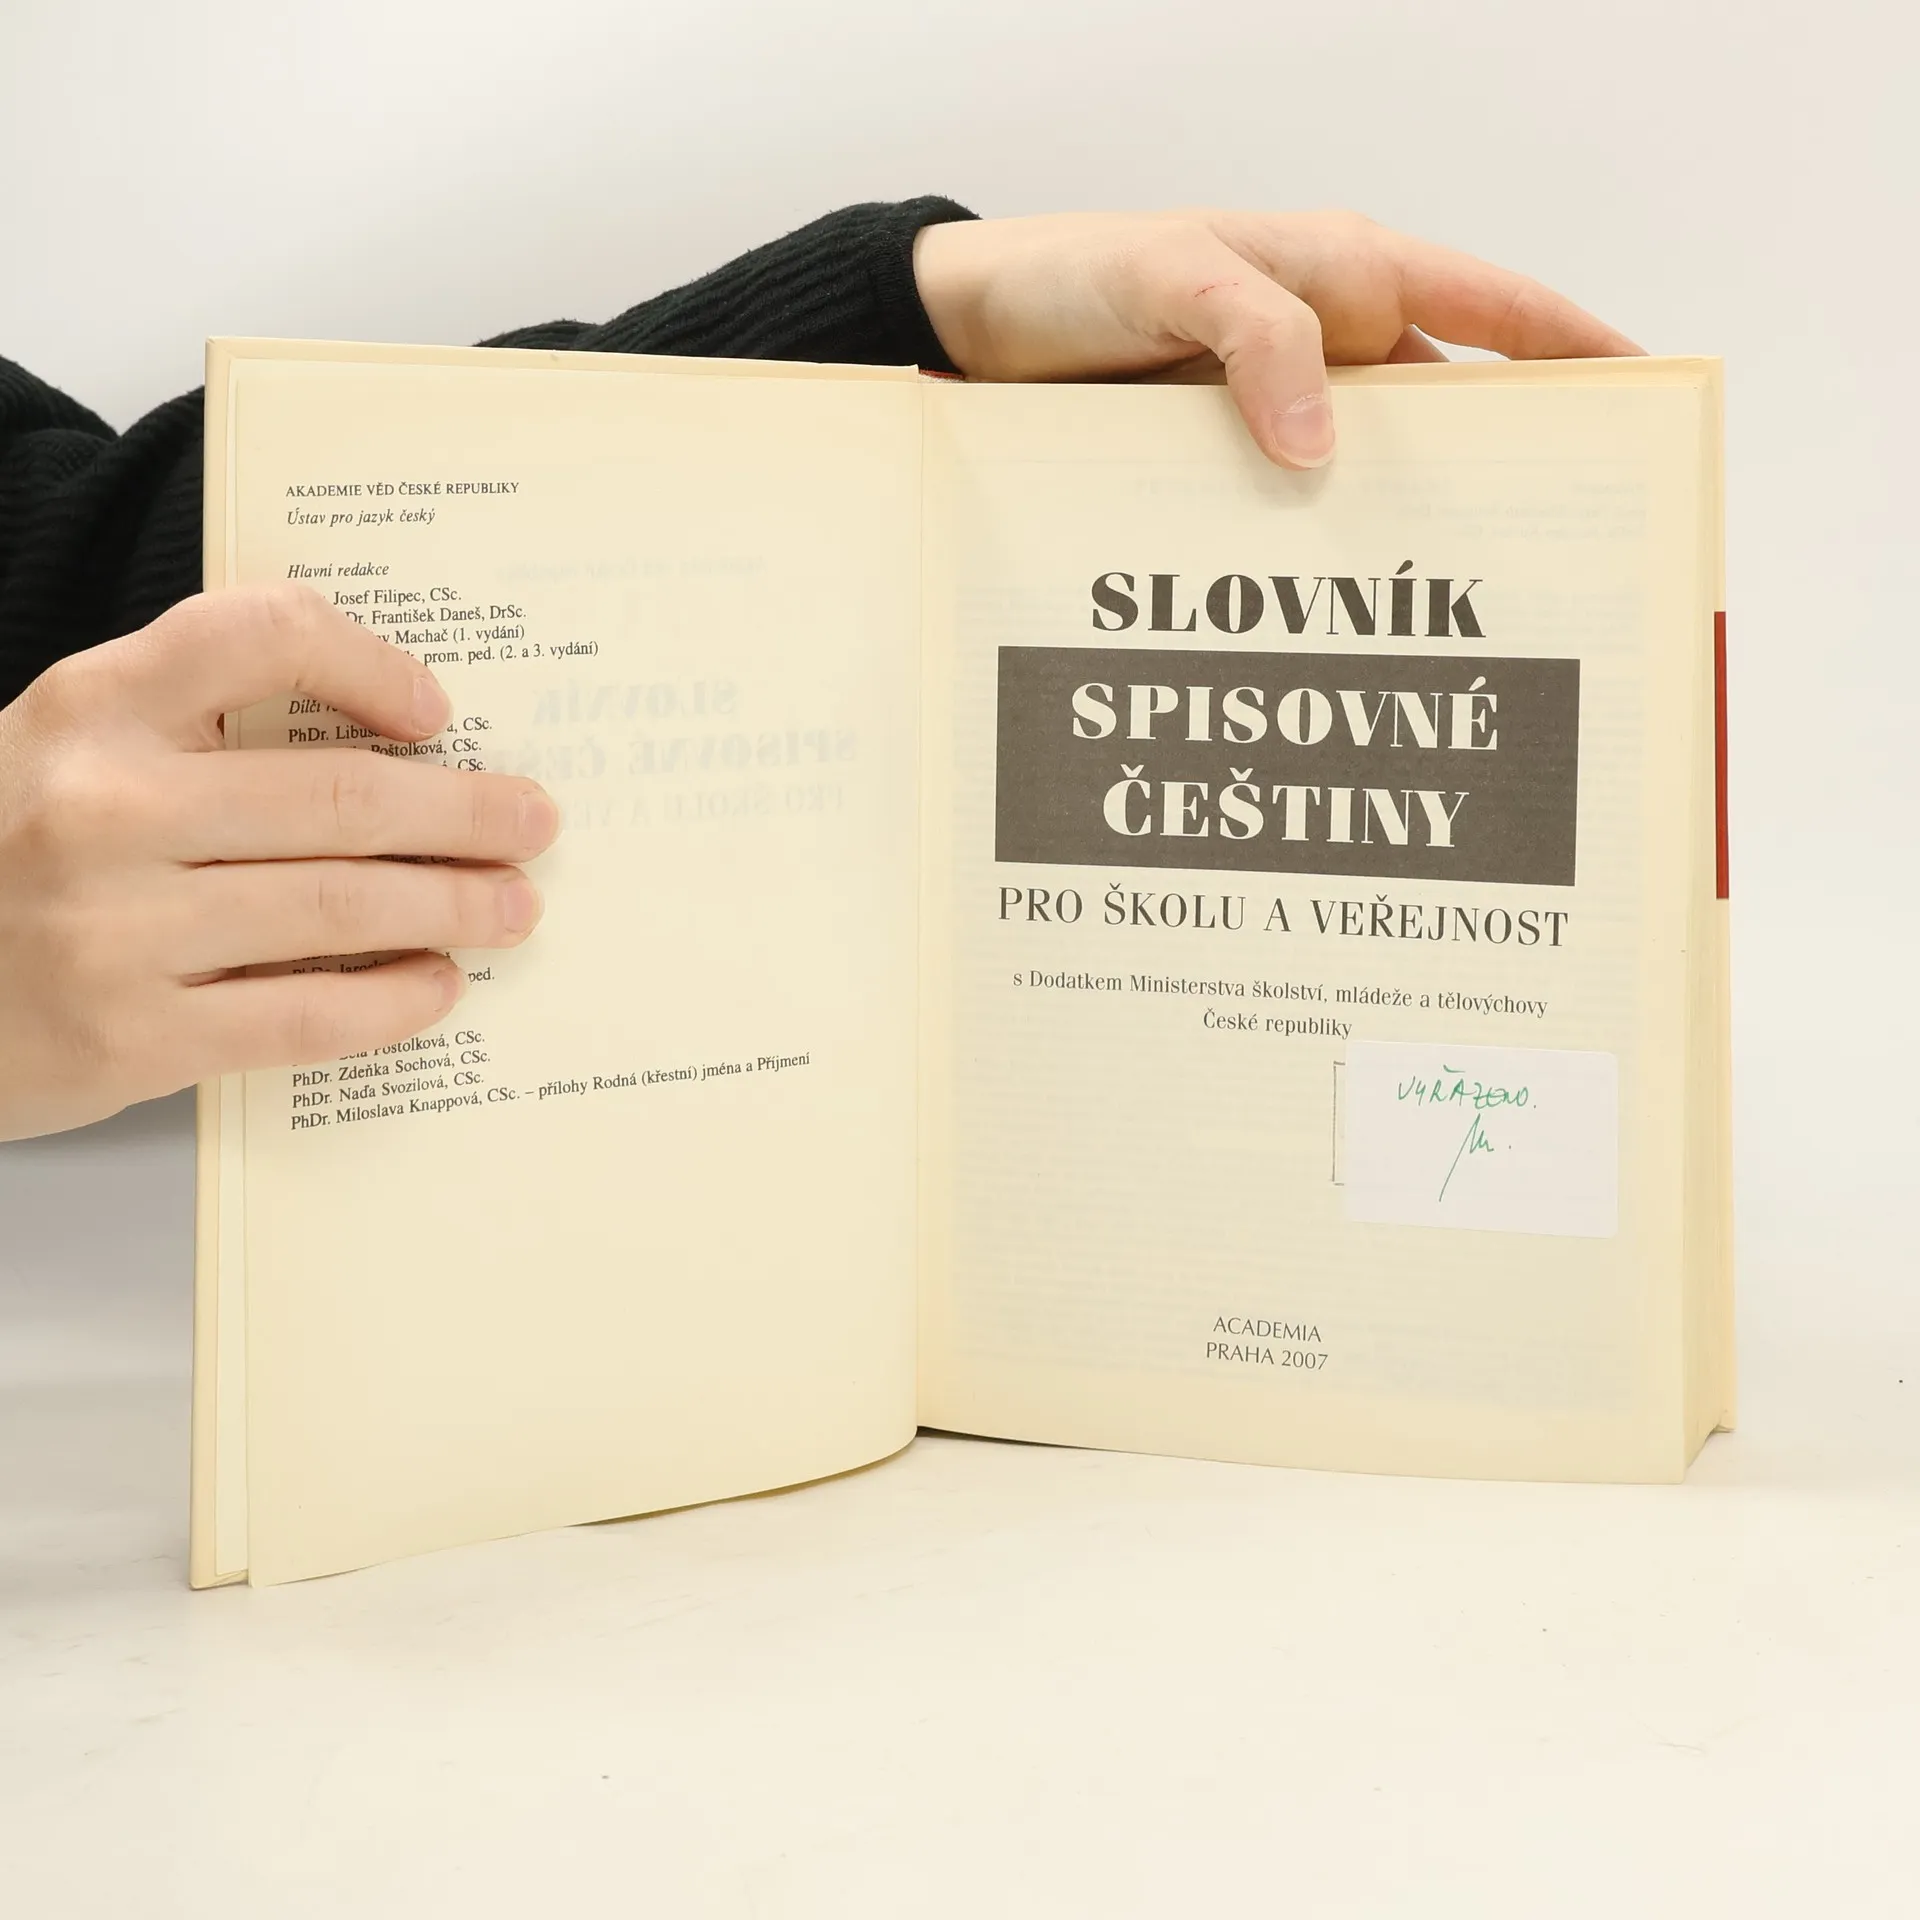 AKADEMIE VĚD ČESKÉ REPUBLIKY
Ústav pro jazyk český
Hlavní redakce
Josef Filipec, CSc.
Dr. František Daneš, DrSc.
Machač (1. vydání)
prom. ped. (2. a 3. vydání)
Dílčí
PhDr. CSc.
Poštolková, CSc.
CSc.
PhDr. ped.
Poštolková, CSc.
PhDr. Zdeňka Sochová, CSc.
PhDr. Naďa Svozilová, CSc.
PhDr. Miloslava Knappová, CSc. – přílohy Rodná (křestní) jména a Příjmení
SLOVNÍK
SPISOVNÉ
ČEŠTINY
PRO ŠKOLU A VEŘEJNOST
s Dodatkem Ministerstva školství, mládeže a tělovýchovy
České republiky
VYŘAZENO.
ACADEMIA
PRAHA 2007